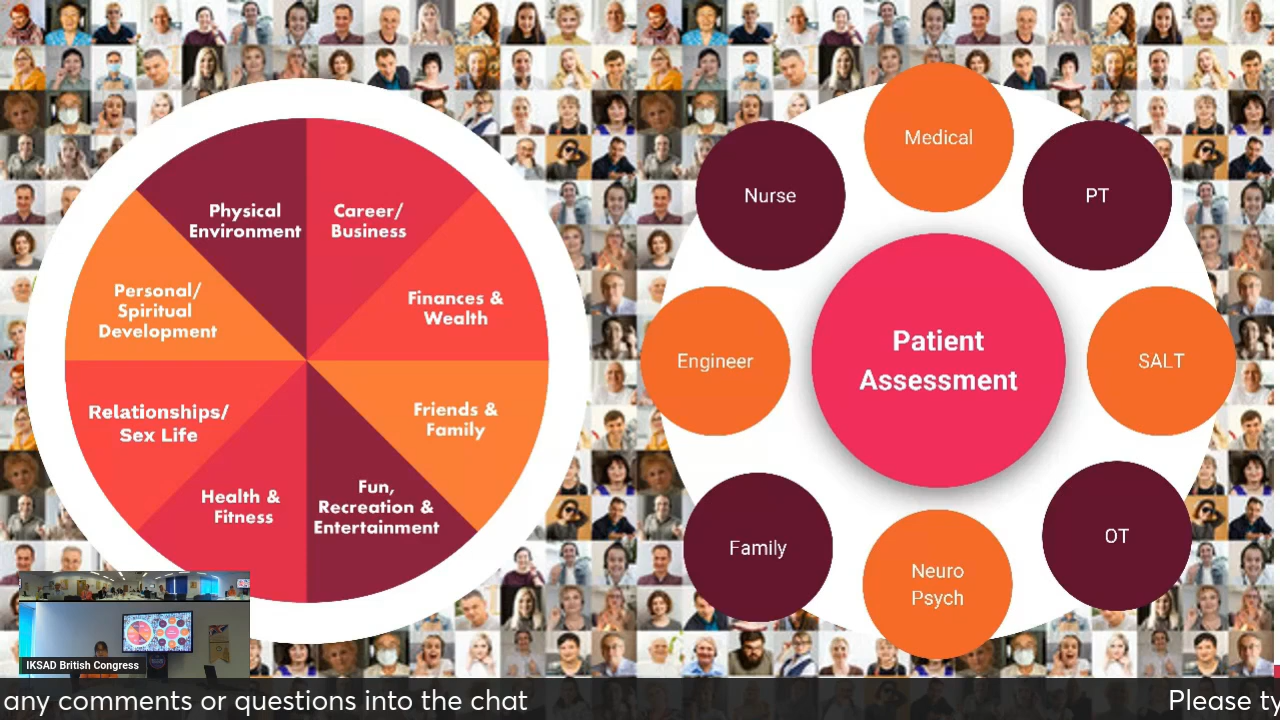 Physical
Environment
Career/
Business
Finances &
Wealth
Friends &
Family
Fun,
Recreation &
Entertainment
Health &
Fitness
Relationships/
Sex Life
Personal/
Spiritual
Development
Medical
PT
SALT
OT
Neuro
Psych
Family
Engineer
Nurse
Patient
Assessment
IKSAD British Congress
any comments or questions into the chat
Please ty